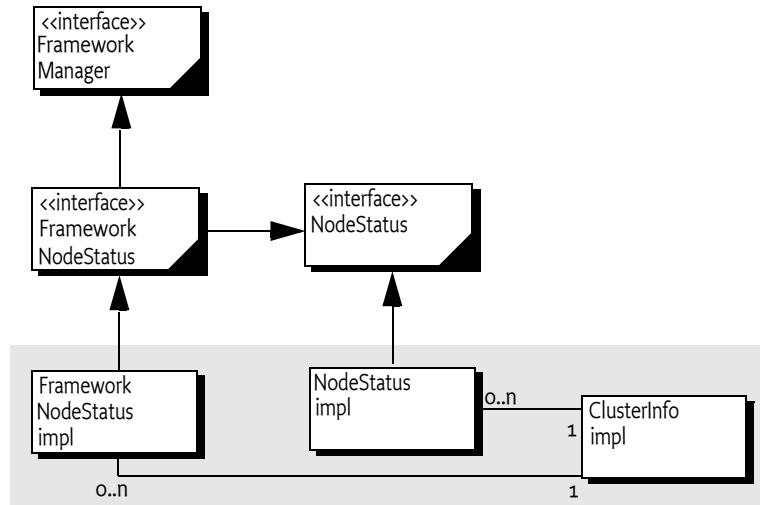 <<interface>>
Framework
Manager
<<interface>>
Framework
NodeStatus
<<interface>>
NodeStatus
Framework
NodeStatus
impl
NodeStatus
impl
0..n
1
ClusterInfo
impl
0..n
1